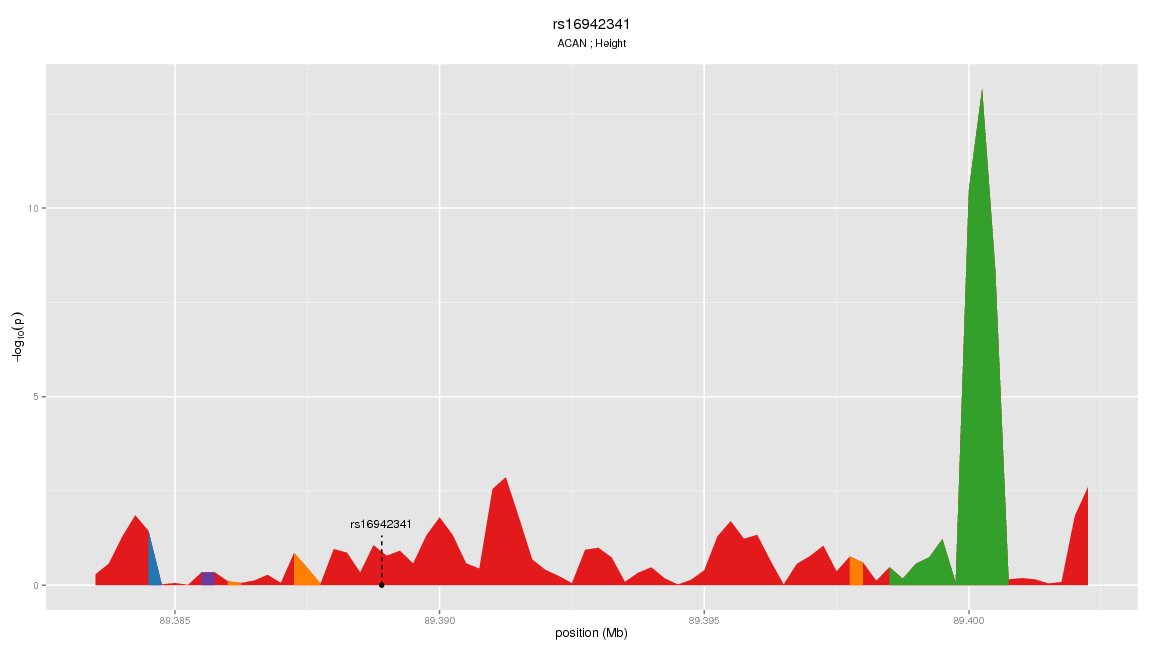 rs16942341
ACAN ; Height
−log10(p)
10
5
0
rs16942341
89.385
89.390
89.395
89.400
position (Mb)